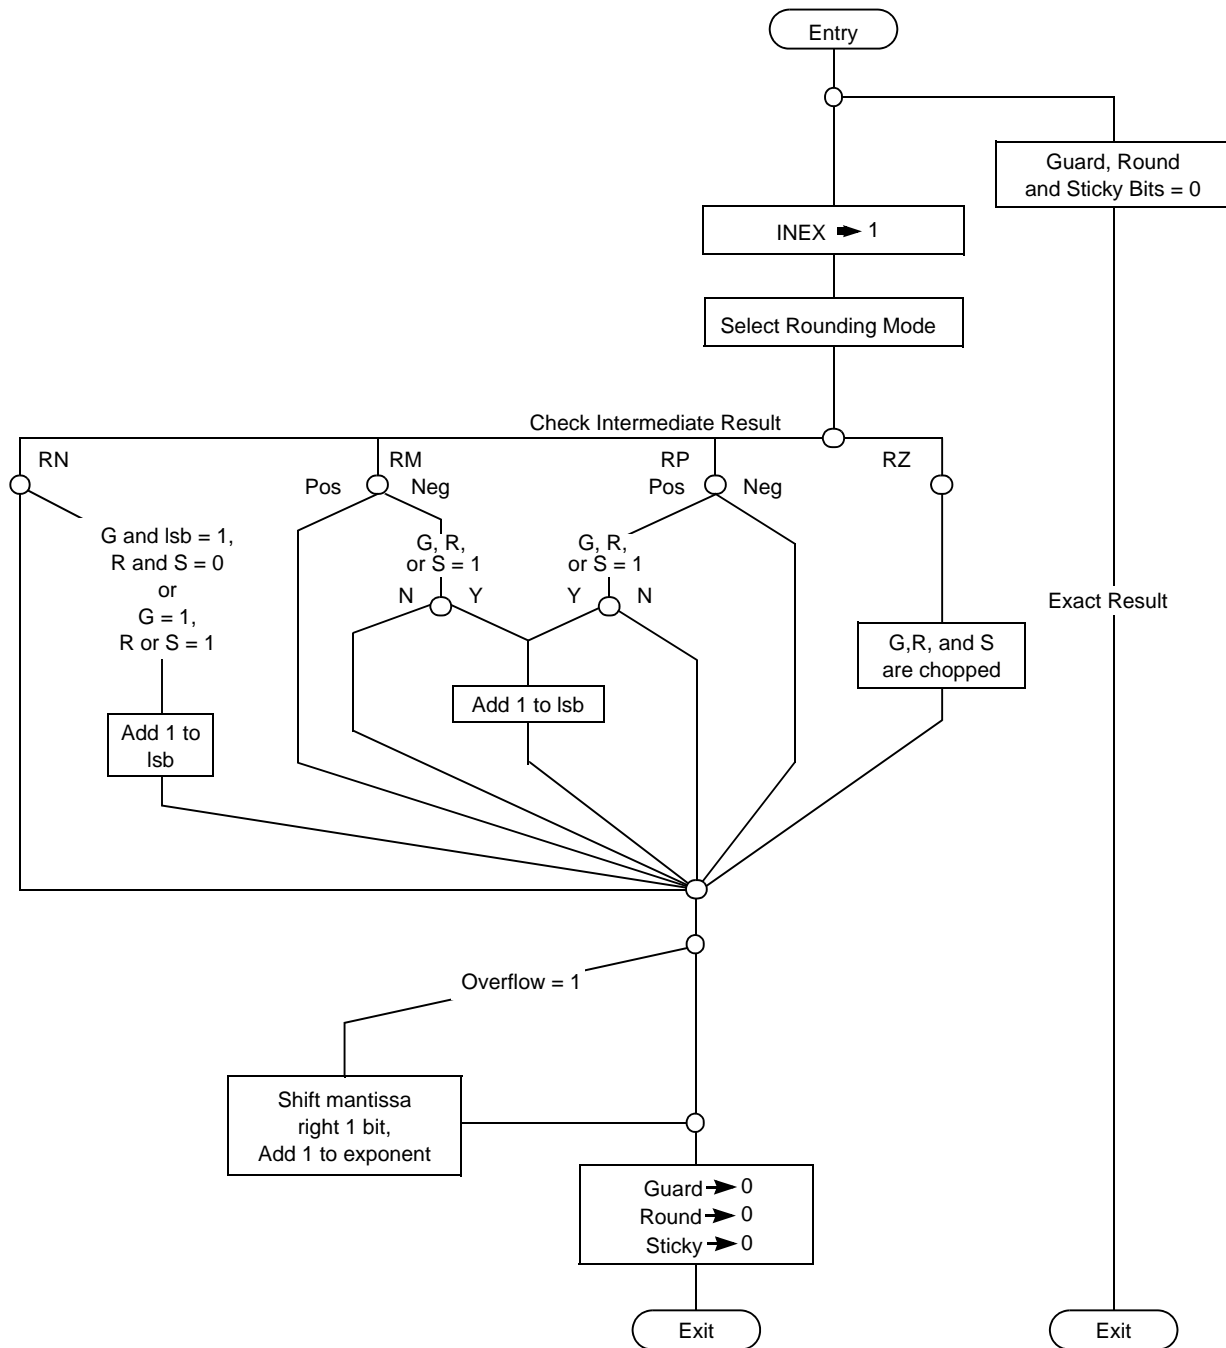 Entry
Guard, Round
and Sticky Bits = 0
INEX 1
Select Rounding Mode
Check Intermediate Result
RN
RM
RP
RZ
Pos
Neg
Pos
Neg
G and lsb = 1,
R and S = 0
or
G = 1,
R or S = 1
G, R,
or S = 1
G, R,
or S = 1
N
Y
Y
N
Exact Result
G,R, and S
are chopped
Add 1 to lsb
Add 1 to
lsb
Overflow = 1
Shift mantissa
right 1 bit,
Add 1 to exponent
Guard 0
Round 0
Sticky 0
Exit
Exit